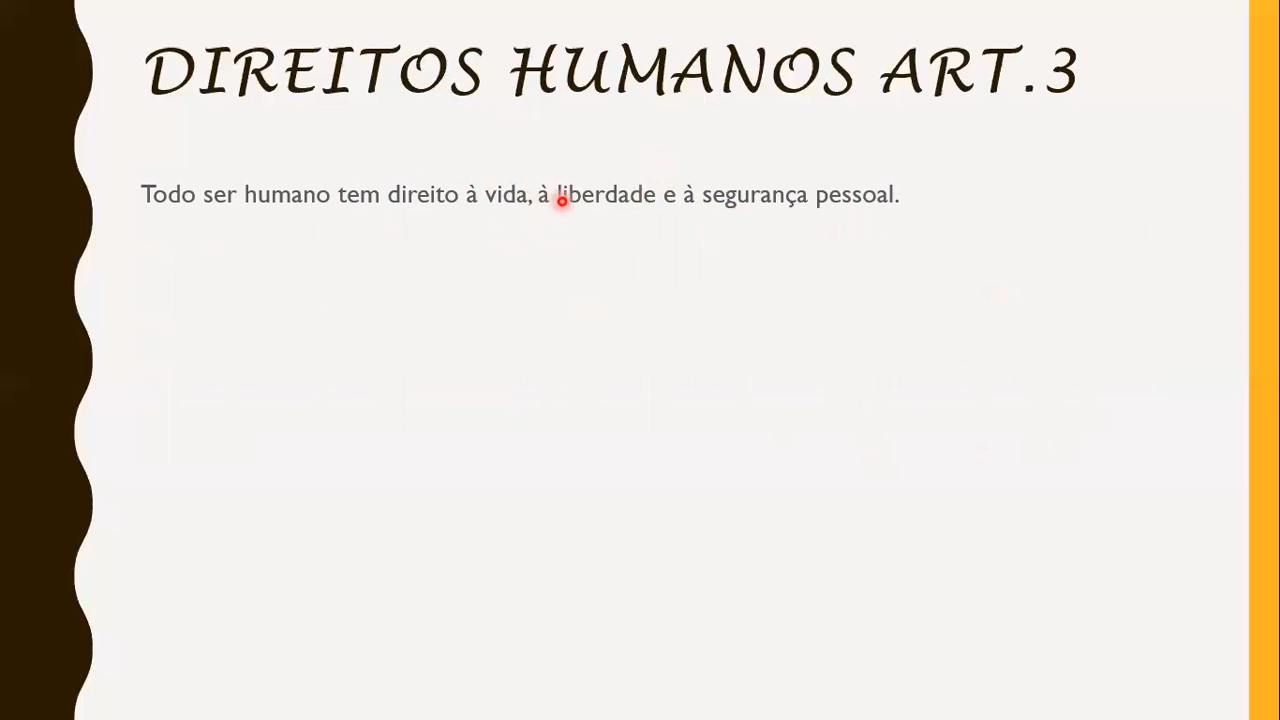 DIREITOS HUMANOS ART.3
Todo ser humano tem direito à vida, à liberdade e à segurança pessoal.